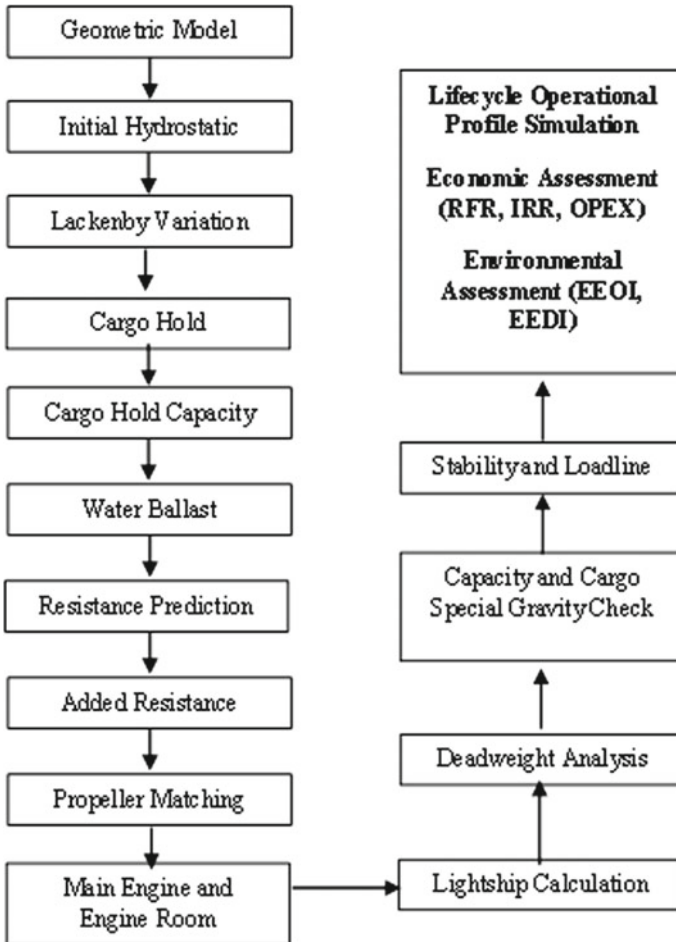 Geometric Model
Initial Hydrostatic
Lackenby Variation
Cargo Hold
Cargo Hold Capacity
Water Ballast
Resistance Prediction
Added Resistance
Propeller Matching
Main Engine and
Engine Room
Lightship Calculation
Deadweight Analysis
Capacity and Cargo
Special Gravity Check
Stability and Loadline
Lifecycle Operational
Profile Simulation
Economic Assessment
(RFR, IRR, OPEX)
Environmental
Assessment (EEOI,
EEDI)